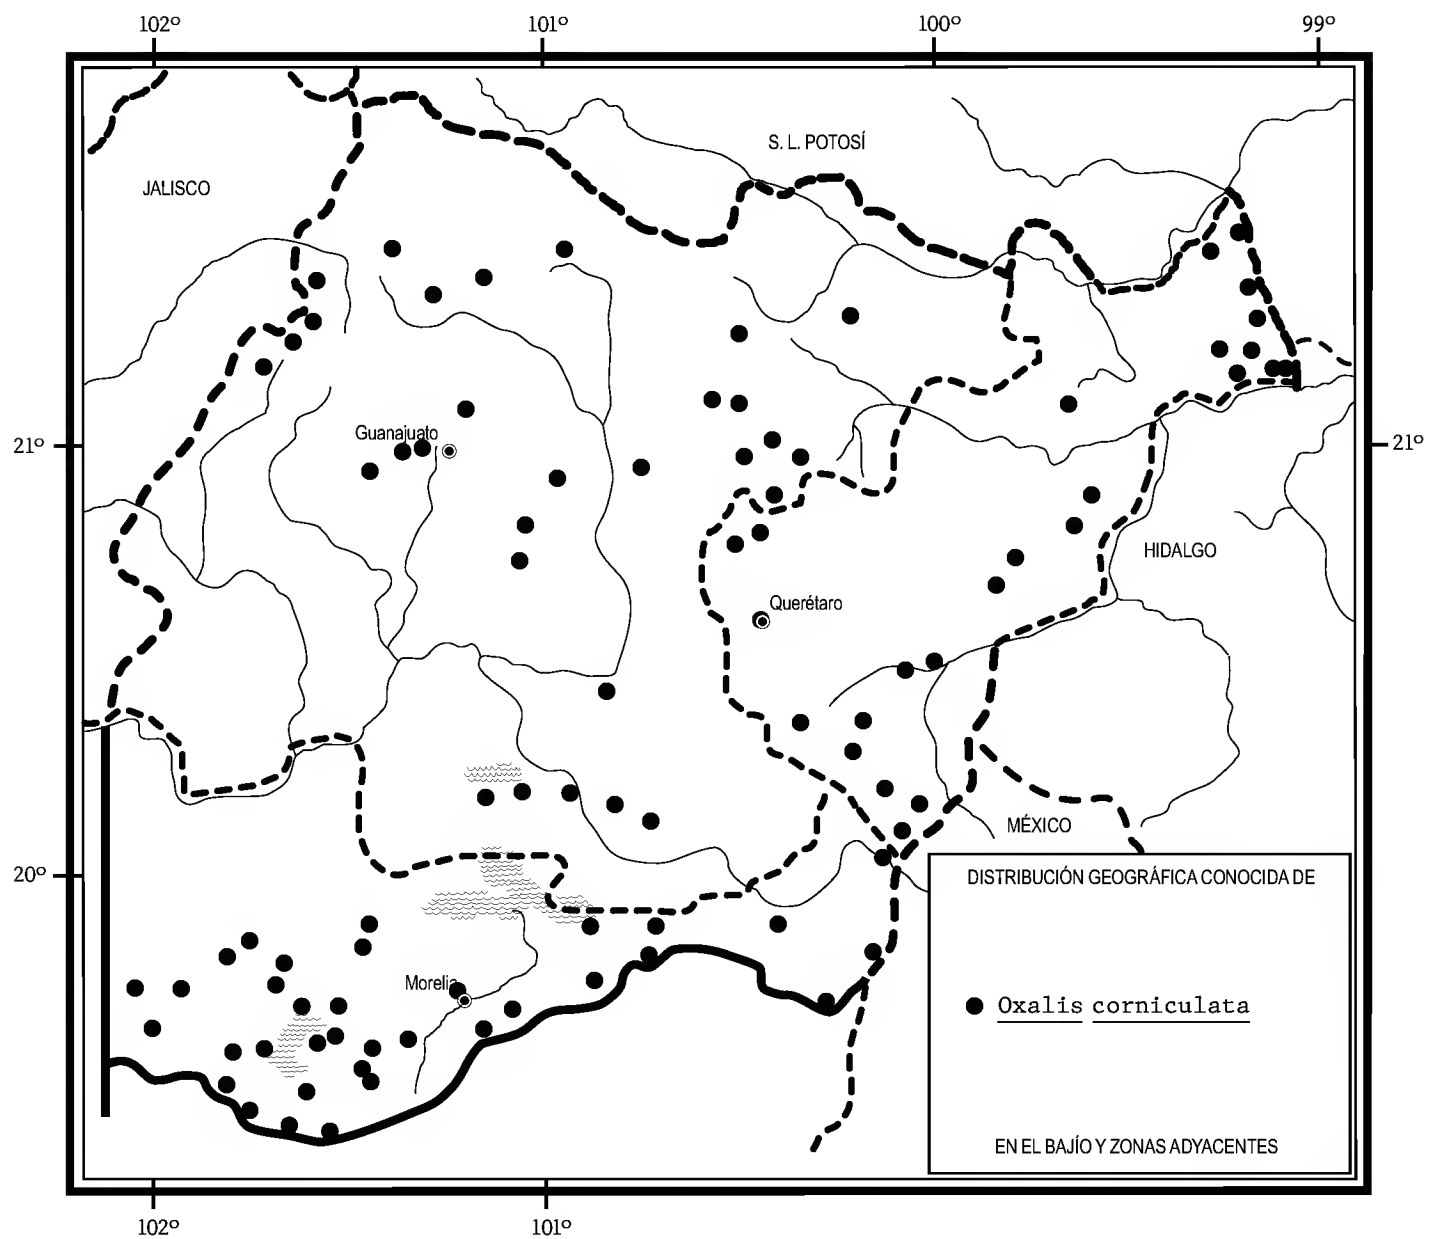 102º 101º 100º 99º
S. L. POTOSÍ
JALISCO
Guanajuato
21º 21º
HIDALGO
Querétaro
MÉXICO
20º
DISTRIBUCIÓN GEOGRÁFICA CONOCIDA DE
Morelia
Oxalis corniculata
EN EL BAJÍO Y ZONAS ADYACENTES
102º 101º